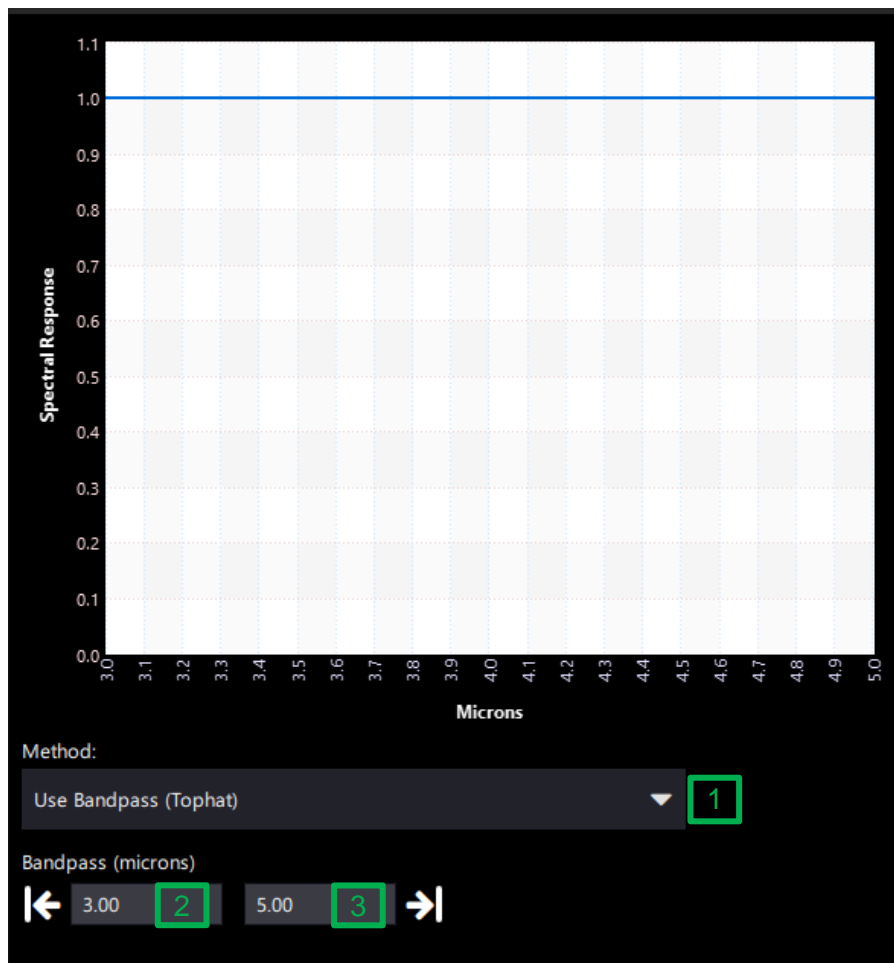 1.1
1.0
0.9
0.8
0.7
0.6
0.5
0.4
0.3
0.2
0.1
0.0
Spectral Response
3.0 3.1 3.2 3.3 3.4 3.5 3.6 3.7 3.8 3.9 4.0 4.1 4.2 4.3 4.4 4.5 4.6 4.7 4.8 4.9 5.0
Microns
Method:
Use Bandpass (Tophat) 1
Bandpass (microns)
3.00 2 5.00 3